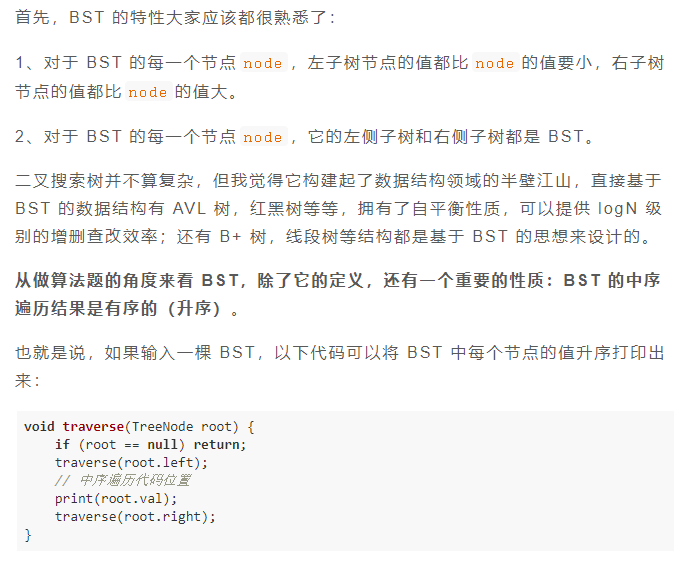 首先，BST 的特性大家应该都很熟悉了：
1、对于 BST 的每一个节点 node ，左子树节点的值都比 node 的值要小，右子树
节点的值都比 node 的值大。
2、对于 BST 的每一个节点 node ，它的左侧子树和右侧子树都是 BST。
二叉搜索树并不算复杂，但我觉得它构建起了数据结构领域的半壁江山，直接基于
BST 的数据结构有 AVL 树，红黑树等等，拥有了自平衡性质，可以提供 logN 级
别的增删查改效率；还有 B+ 树，线段树等结构都是基于 BST 的思想来设计的。
从做算法题的角度来看 BST，除了它的定义，还有一个重要的性质：BST 的中序
遍历结果是有序的（升序）。
也就是说，如果输入一棵 BST，以下代码可以将 BST 中每个节点的值升序打印出
来：
void traverse(TreeNode root) {
    if (root == null) return;
    traverse(root.left);
    // 中序遍历代码位置
    print(root.val);
    traverse(root.right);
}